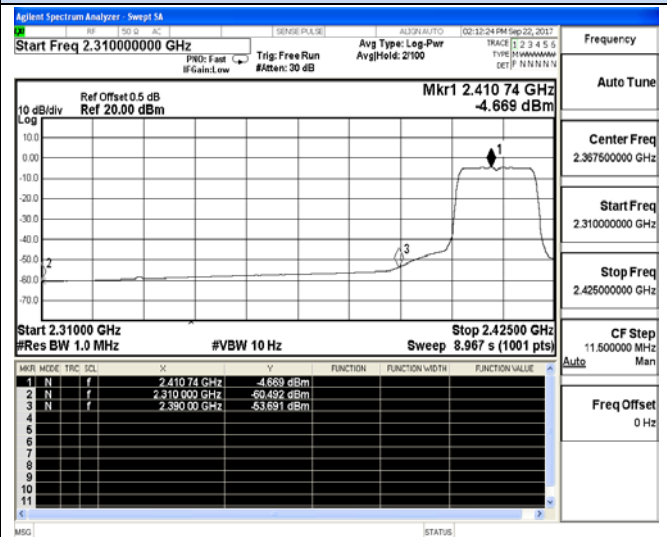 Agilent Spectrum Analyzer - Swept SA
RF 50 Ω AC SENSE:PULSE ALIGN AUTO 02:12:24 PM Sep 22, 2017
Start Freq 2.310000000 GHz
PNO: Fast
IFGain:Low
Trig: Free Run
#Atten: 30 dB
Avg Type: Log-Pwr
Avg|Hold: 2/100
TRACE 1 2 3 4 5 6
TYPE M
DET P N N N N N
Ref Offset 0.5 dB
Ref 20.00 dBm
10 dB/div
Log
Mkr1 2.410 74 GHz
-4.669 dBm
10.0
0.00
-10.0
-20.0
-30.0
-40.0
-50.0
-60.0
-70.0
1
2
3
Start 2.31000 GHz Stop 2.42500 GHz
#Res BW 1.0 MHz #VBW 10 Hz Sweep 8.967 s (1001 pts)
MKR MODE TRC SCL X Y FUNCTION FUNCTION WIDTH FUNCTION VALUE
1 N f 2.410 74 GHz -4.669 dBm
2 N f 2.310 000 GHz -60.492 dBm
3 N f 2.390 00 GHz -53.691 dBm
4
5
6
7
8
9
10
11
MSG STATUS
Frequency
Auto Tune
Center Freq
2.367500000 GHz
Start Freq
2.310000000 GHz
Stop Freq
2.425000000 GHz
CF Step
11.500000 MHz
Auto Man
Freq Offset
0 Hz